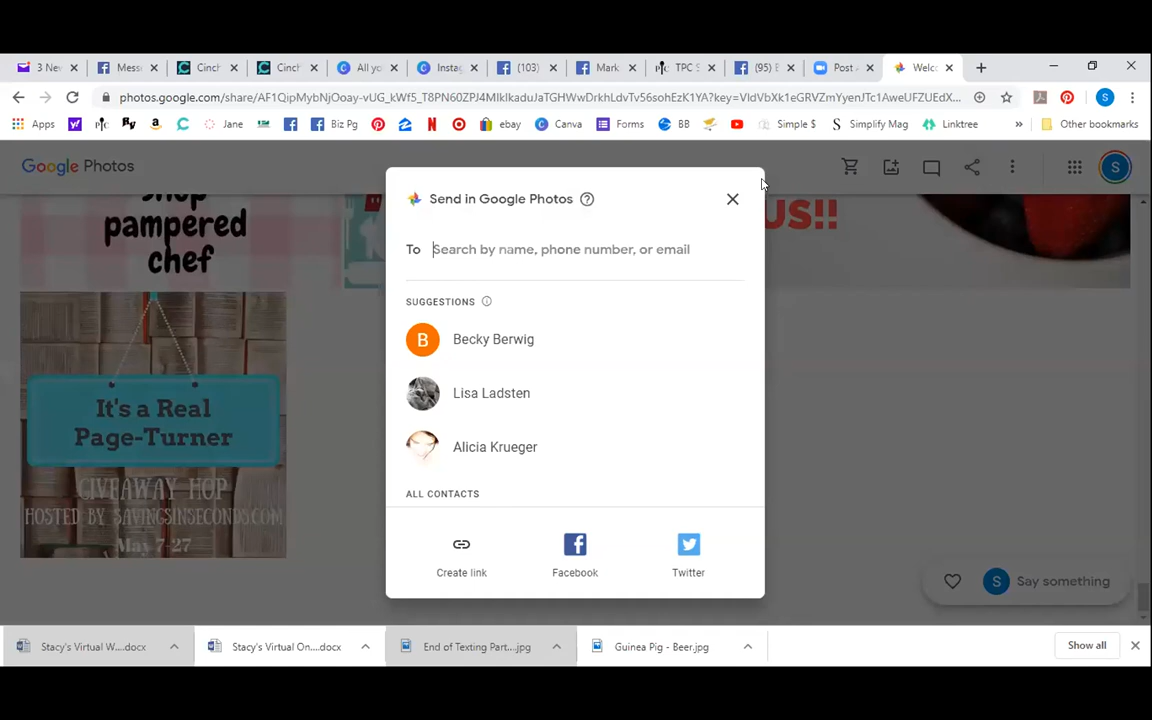 3 Ne
Mess
Cinch
Cinch
All yo
Insta
(103)
Mark
TPC S
(95) E
Post A
Welc
photos.google.com/share/AF1QipMybNjOoay-vUG_kWf5_T8PN60ZPJ4MIkIkaduJaTGHWwDrkhLdvTv56sohEzK1YA?key=VldVbXk1eGRVZmYyenJTc1AweUFZUEdX...
Apps
Jane
Biz Pg
ebay
Canva
Forms
BB
Simple $
Simplify Mag
Linktree
»
Other bookmarks
Google Photos
S
shop
pampered
chef
US!!
Send in Google Photos
To Search by name, phone number, or email
SUGGESTIONS
B Becky Berwig
Lisa Ladsten
Alicia Krueger
ALL CONTACTS
Create link
Facebook
Twitter
It's a Real
Page-Turner
GIVEAWAY HOP
HOSTED BY SAVINGSINSECONDS.COM
May 7-27
S Say something
Stacy's Virtual W....docx
Stacy's Virtual On....docx
End of Texting Part....jpg
Guinea Pig - Beer.jpg
Show all